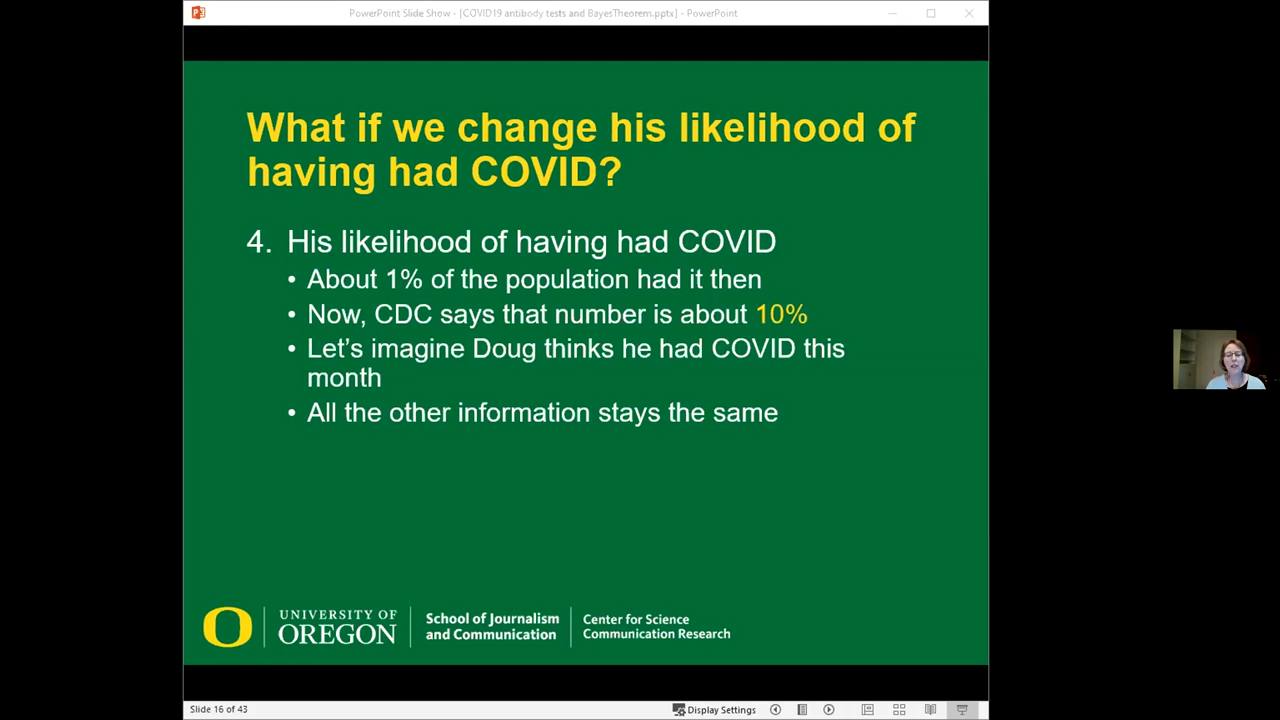 PowerPoint Slide Show - [COVID19 antibody tests and BayesTheorem.pptx] - PowerPoint
What if we change his likelihood of
having had COVID?
4. His likelihood of having had COVID
• About 1% of the population had it then
• Now, CDC says that number is about 10%
• Let's imagine Doug thinks he had COVID this
month
• All the other information stays the same
UNIVERSITY OF
OREGON
School of Journalism
and Communication
Center for Science
Communication Research
Slide 16 of 43
Display Settings